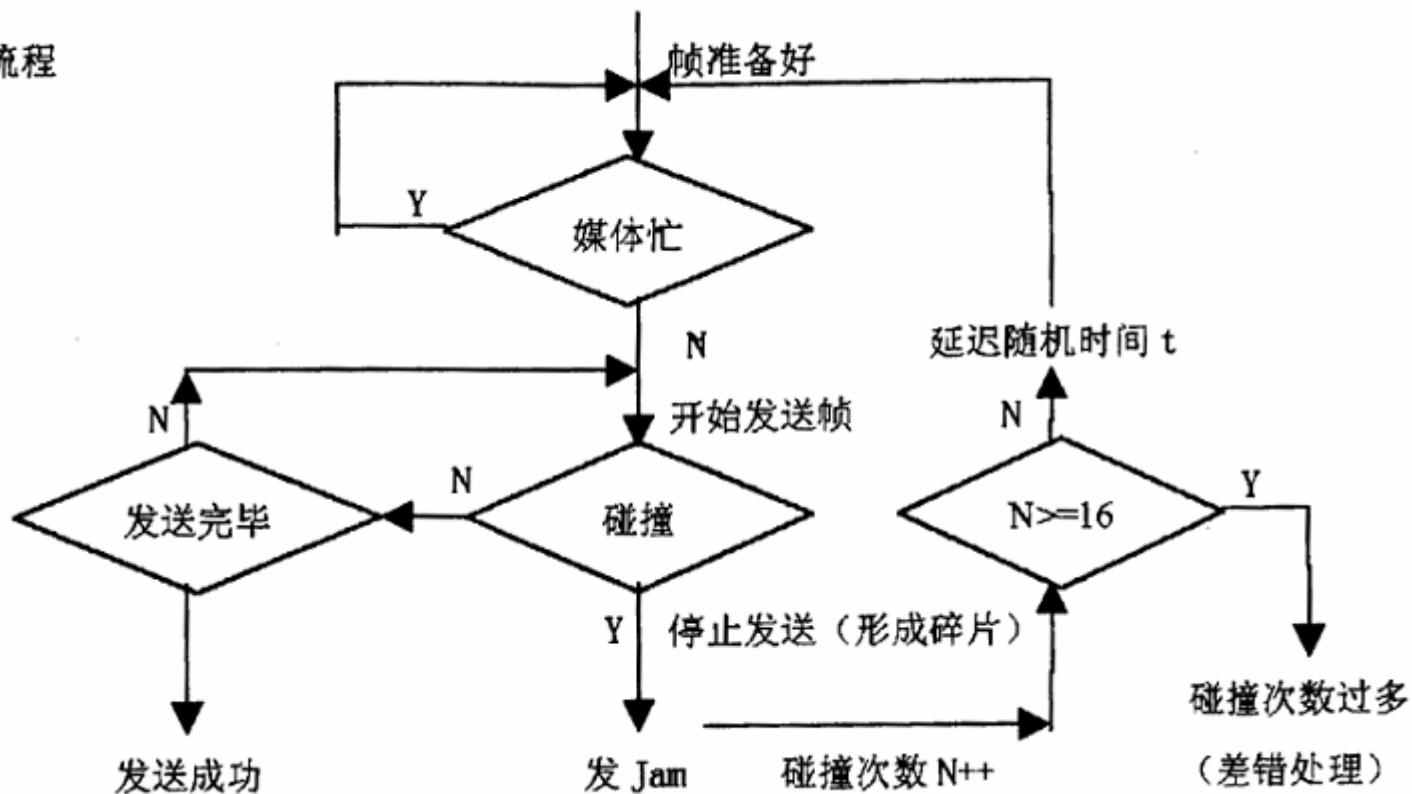 流程
帧准备好
Y
媒体忙
N
延迟随机时间 t
N
开始发送帧
N
N
Y
发送完毕
碰撞
N>=16
Y
停止发送（形成碎片）
碰撞次数过多
（差错处理）
发送成功
发 Jam
碰撞次数 N++